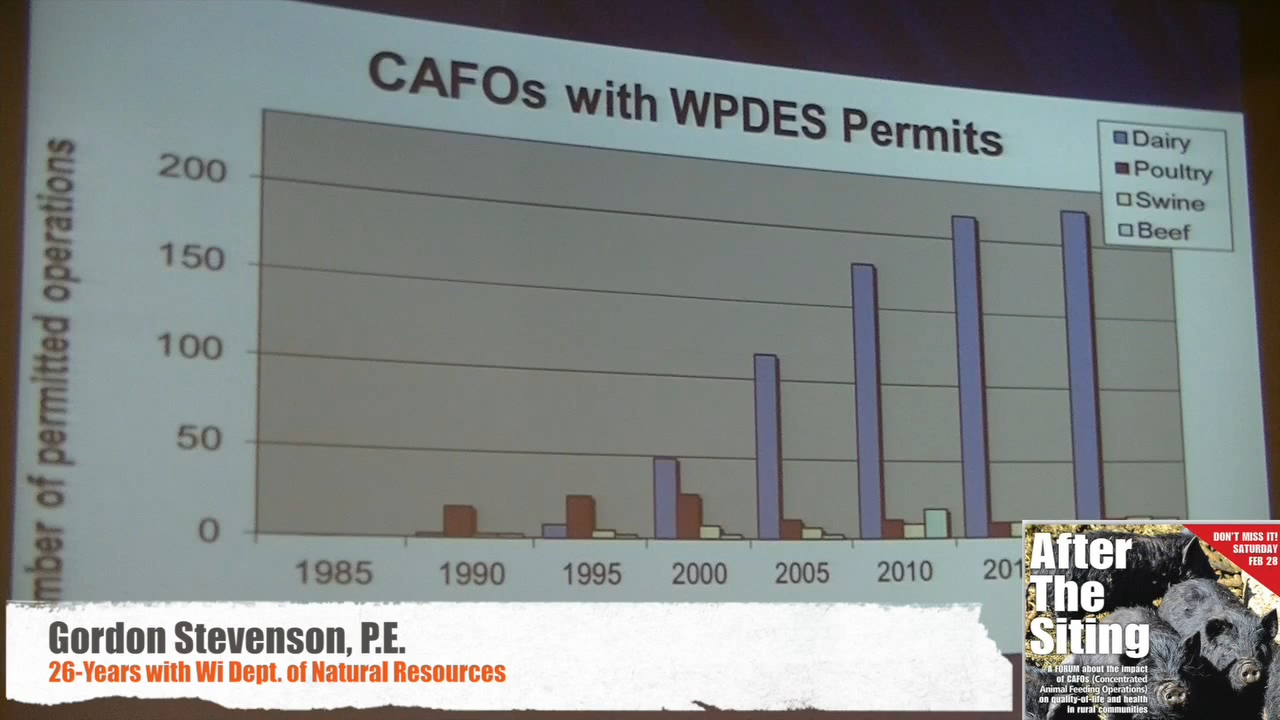 CAFOs with WPDES Permits
mber of permitted operations
200
150
100
50
0
1985
1990
1995
2000
2005
2010
201
Dairy
Poultry
Swine
Beef
Gordon Stevenson, P.E.
26-Years with Wi Dept. of Natural Resources
DON'T MISS IT!
SATURDAY
FEB 28
After
The
Siting
A FORUM about the impact
of CAFOs (Concentrated
Animal Feeding Operations)
on quality-of-life and health
in rural communities